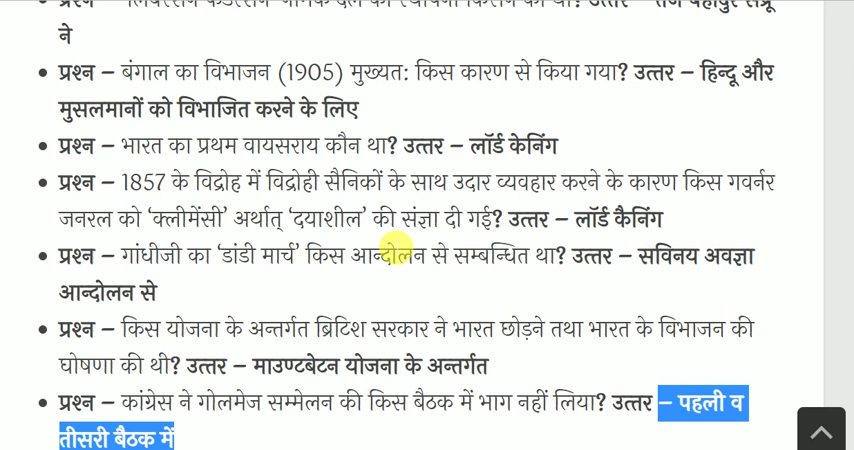 ने
प्रश्न – बंगाल का विभाजन (1905) मुख्यत: किस कारण से किया गया? उत्तर – हिन्दू और
मुसलमानों को विभाजित करने के लिए
प्रश्न – भारत का प्रथम वायसराय कौन था? उत्तर – लॉर्ड केनिंग
प्रश्न – 1857 के विद्रोह में विद्रोही सैनिकों के साथ उदार व्यवहार करने के कारण किस गवर्नर
जनरल को ‘क्लीमेंसी’ अर्थात् ‘दयाशील’ की संज्ञा दी गई? उत्तर – लॉर्ड कैनिंग
प्रश्न – गांधीजी का ‘डांडी मार्च’ किस आन्दोलन से सम्बन्धित था? उत्तर – सविनय अवज्ञा
आन्दोलन से
प्रश्न – किस योजना के अन्तर्गत ब्रिटिश सरकार ने भारत छोड़ने तथा भारत के विभाजन की
घोषणा की थी? उत्तर – माउण्टबेटन योजना के अन्तर्गत
प्रश्न – कांग्रेस ने गोलमेज सम्मेलन की किस बैठक में भाग नहीं लिया? उत्तर – पहली व
तीसरी बैठक में